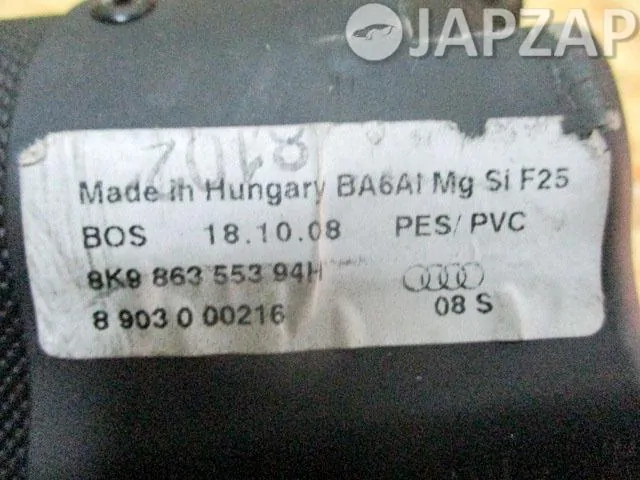 JAPZAP
8102
Made in Hungary BA6Al Mg Si F25
BOS 18.10.08 PES/ PVC
8K9 863 553 94H
8 903 0 00216 08 S